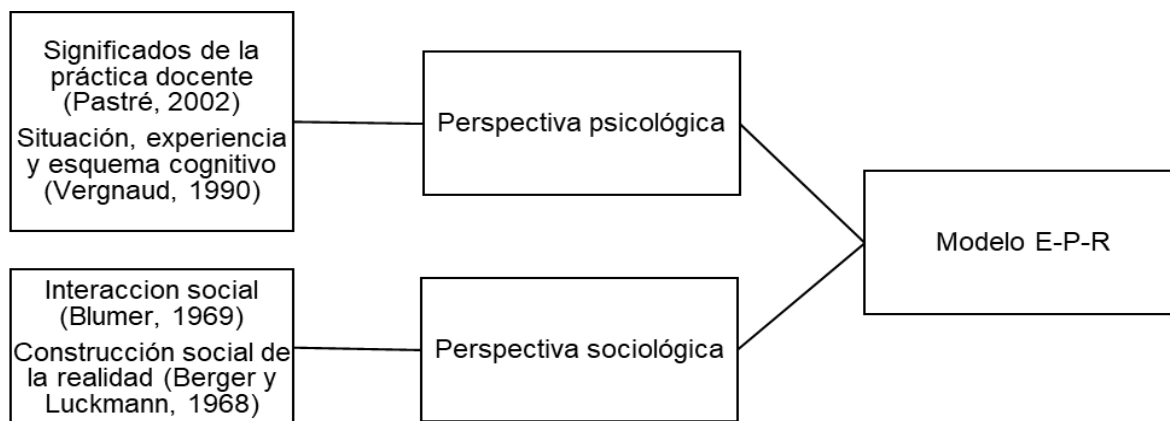 Significados de la
práctica docente
(Pastré, 2002)
Situación, experiencia
y esquema cognitivo
(Vergnaud, 1990)
Perspectiva psicológica
Interaccion social
(Blumer, 1969)
Construcción social de
la realidad (Berger y
Luckmann, 1968)
Perspectiva sociológica
Modelo E-P-R